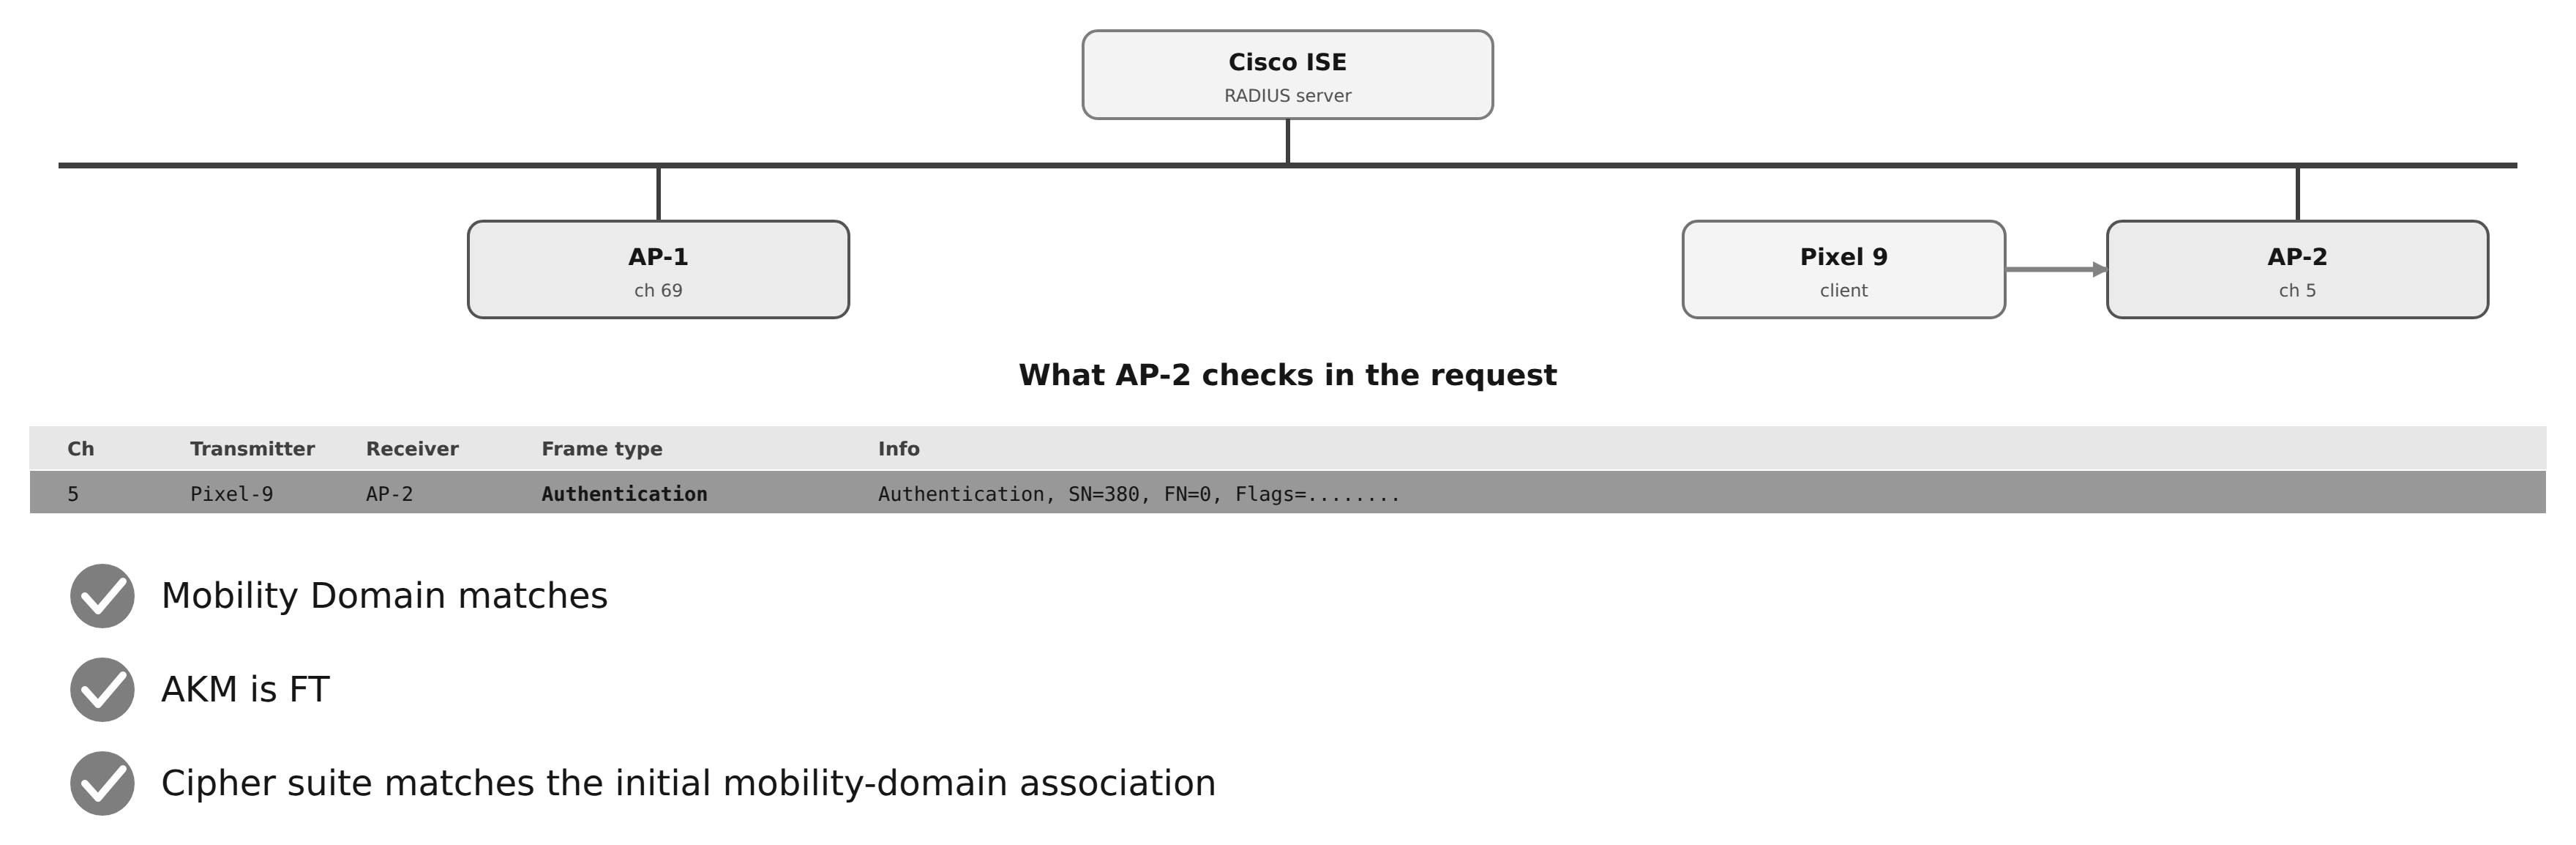 Cisco ISE
RADIUS server
AP-1
ch 69
Pixel 9
client
AP-2
ch 5
What AP-2 checks in the request
Ch Transmitter Receiver Frame type Info
5 Pixel-9 AP-2 Authentication Authentication, SN=380, FN=0, Flags=........
Mobility Domain matches
AKM is FT
Cipher suite matches the initial mobility-domain association